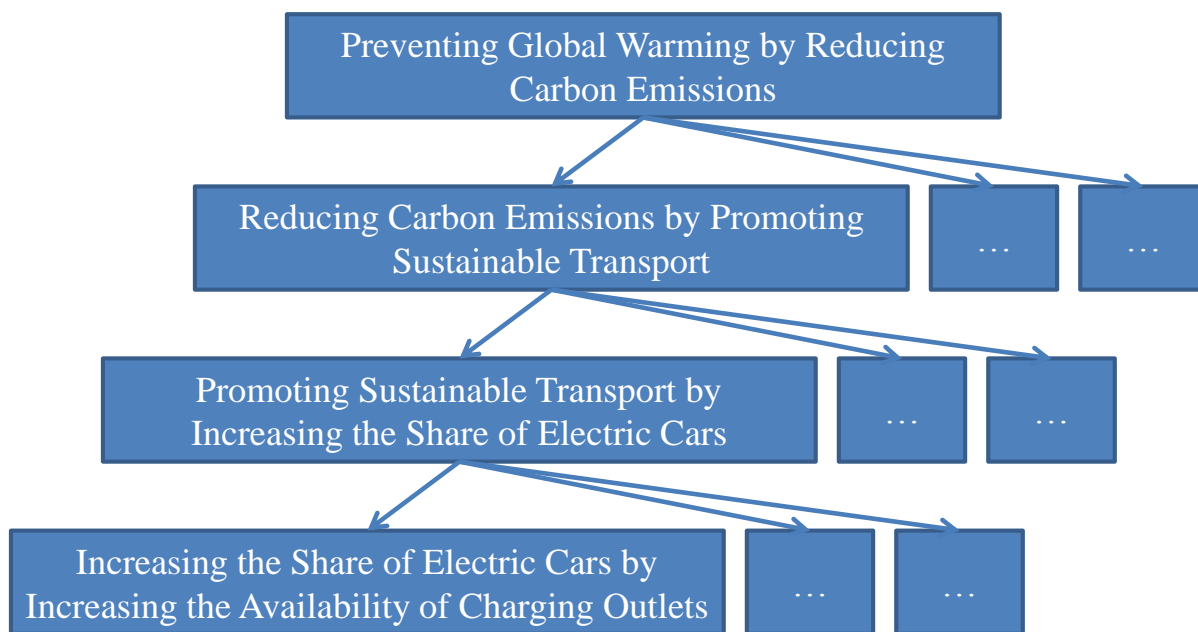 Preventing Global Warming by Reducing
Carbon Emissions
Reducing Carbon Emissions by Promoting
Sustainable Transport
…
…
Promoting Sustainable Transport by
Increasing the Share of Electric Cars
…
…
Increasing the Share of Electric Cars by
Increasing the Availability of Charging Outlets
…
…